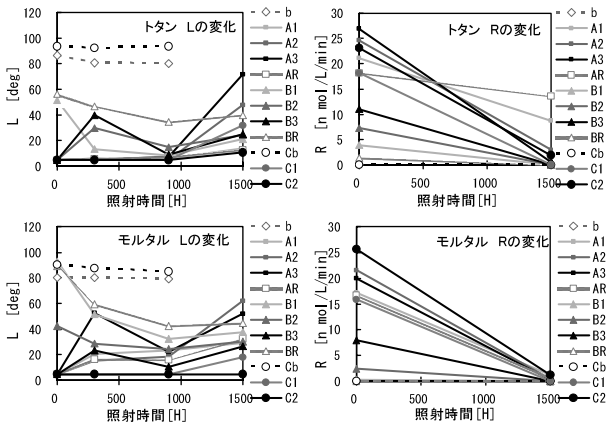 トタン Lの変化
L [deg]
120
100
80
60
40
20
0
0
500
900
1500
照射時間[H]
b
A1
A2
A3
AR
B1
B2
B3
BR
Cb
C1
C2
トタン Rの変化
R [n mol/L/min]
30
25
20
15
10
5
0
0
500
1000
1500
照射時間[H]
b
A1
A2
A3
AR
B1
B2
B3
BR
Cb
C1
C2
モルタル Lの変化
L [deg]
120
100
80
60
40
20
0
0
500
900
1500
照射時間[H]
b
A1
A2
A3
AR
B1
B2
B3
BR
Cb
C1
C2
モルタル Rの変化
R [n mol/L/min]
30
25
20
15
10
5
0
0
500
1000
1500
照射時間[H]
b
A1
A2
A3
AR
B1
B2
B3
BR
Cb
C1
C2